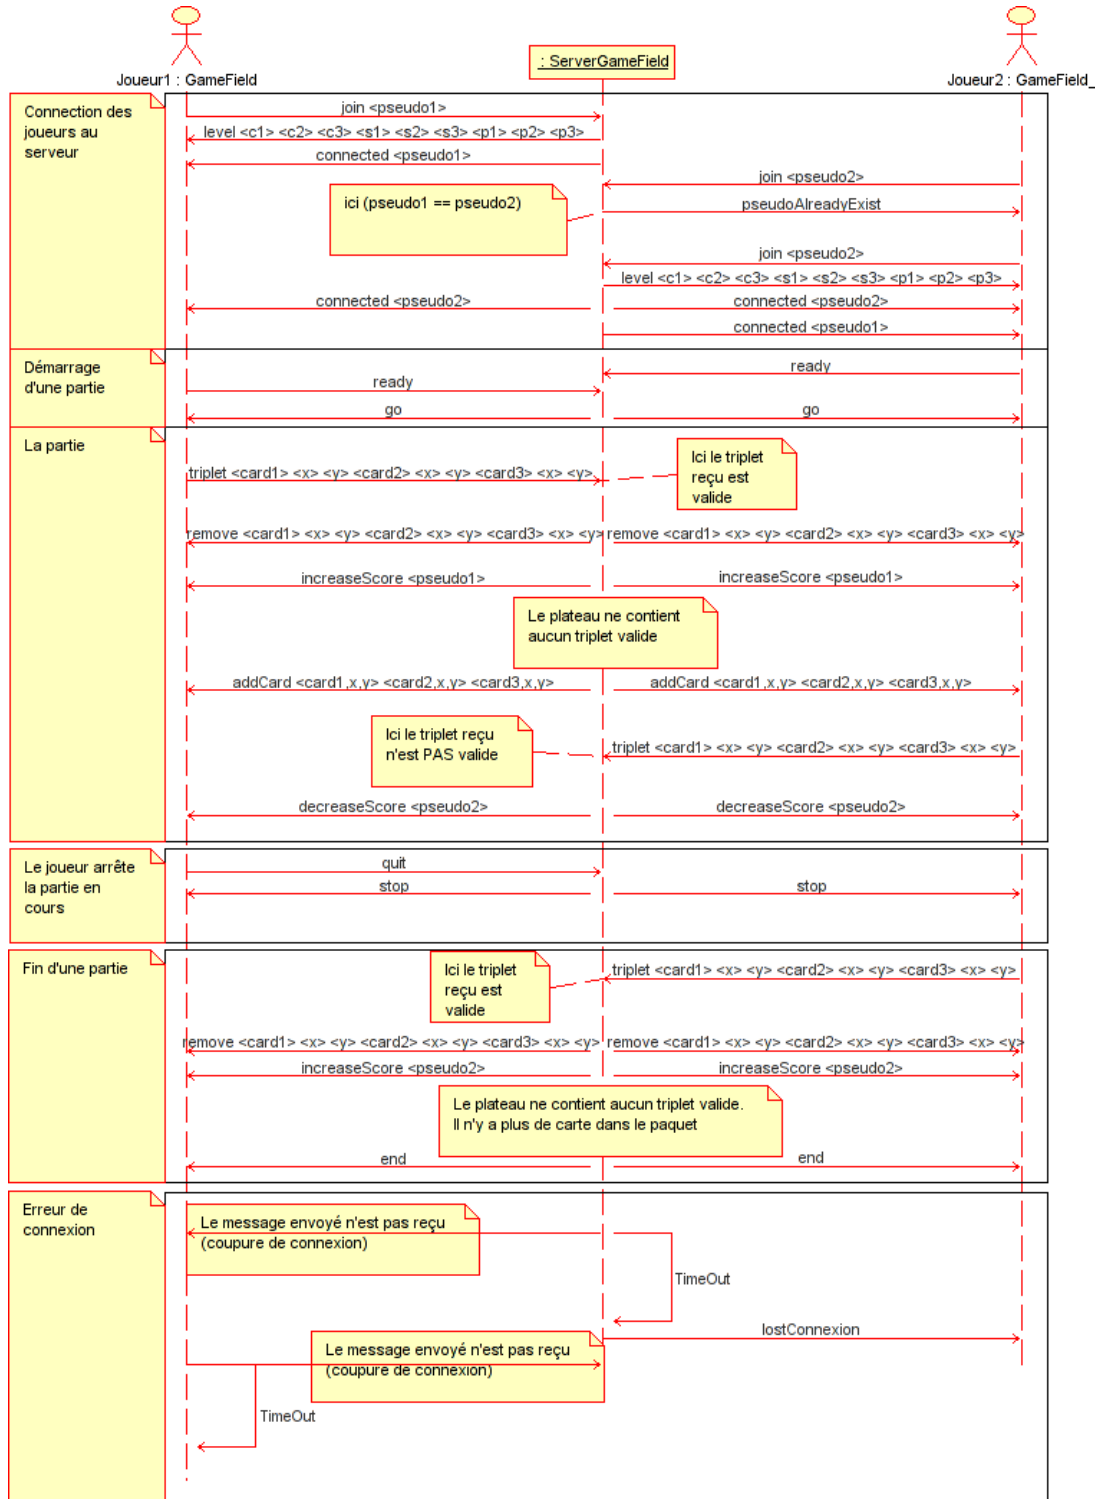 Joueur1 : GameField
: ServerGameField
Joueur2 : GameField_
Connection des
joueurs au
serveur
join <pseudo1>
level <c1> <c2> <c3> <s1> <s2> <s3> <p1> <p2> <p3>
connected <pseudo1>
join <pseudo2>
ici (pseudo1 == pseudo2)
pseudoAlreadyExist
join <pseudo2>
level <c1> <c2> <c3> <s1> <s2> <s3> <p1> <p2> <p3>
connected <pseudo2>
connected <pseudo2>
connected <pseudo1>
Démarrage
d'une partie
ready
ready
go
go
La partie
triplet <card1> <x> <y> <card2> <x> <y> <card3> <x> <y>
Ici le triplet
reçu est
valide
remove <card1> <x> <y> <card2> <x> <y> <card3> <x> <y>
remove <card1> <x> <y> <card2> <x> <y> <card3> <x> <y>
increaseScore <pseudo1>
increaseScore <pseudo1>
Le plateau ne contient
aucun triplet valide
addCard <card1,x,y> <card2,x,y> <card3,x,y>
addCard <card1,x,y> <card2,x,y> <card3,x,y>
Ici le triplet reçu
n'est PAS valide
triplet <card1> <x> <y> <card2> <x> <y> <card3> <x> <y>
decreaseScore <pseudo2>
decreaseScore <pseudo2>
Le joueur arrête
la partie en
cours
quit
stop
stop
Fin d'une partie
Ici le triplet
reçu est
valide
triplet <card1> <x> <y> <card2> <x> <y> <card3> <x> <y>
remove <card1> <x> <y> <card2> <x> <y> <card3> <x> <y>
remove <card1> <x> <y> <card2> <x> <y> <card3> <x> <y>
increaseScore <pseudo2>
increaseScore <pseudo2>
Le plateau ne contient aucun triplet valide.
Il n'y a plus de carte dans le paquet
end
end
Erreur de
connexion
Le message envoyé n'est pas reçu
(coupure de connexion)
TimeOut
lostConnexion
Le message envoyé n'est pas reçu
(coupure de connexion)
TimeOut